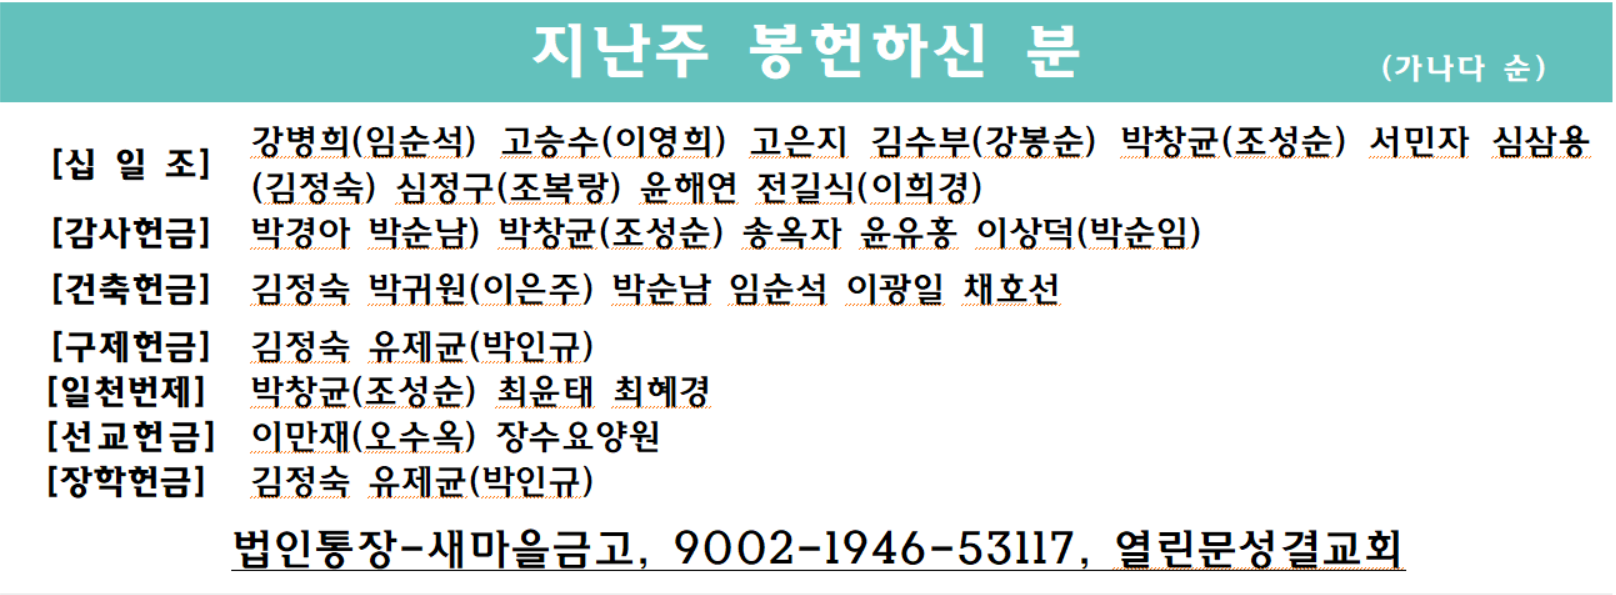 지난주 봉헌하신 분 (가나다 순)
[십 일 조] 강병희(임순석) 고승수(이영희) 고은지 김수부(강봉순) 박창균(조성순) 서민자 심삼용
(김정숙) 심정구(조복랑) 윤해연 전길식(이희경)
[감사헌금] 박경아 박순남) 박창균(조성순) 송옥자 윤유홍 이상덕(박순임)
[건축헌금] 김정숙 박귀원(이은주) 박순남 임순석 이광일 채호선
[구제헌금] 김정숙 유제균(박인규)
[일천번제] 박창균(조성순) 최윤태 최혜경
[선교헌금] 이만재(오수옥) 장수요양원
[장학헌금] 김정숙 유제균(박인규)
법인통장-새마을금고, 9002-1946-53117, 열린문성결교회